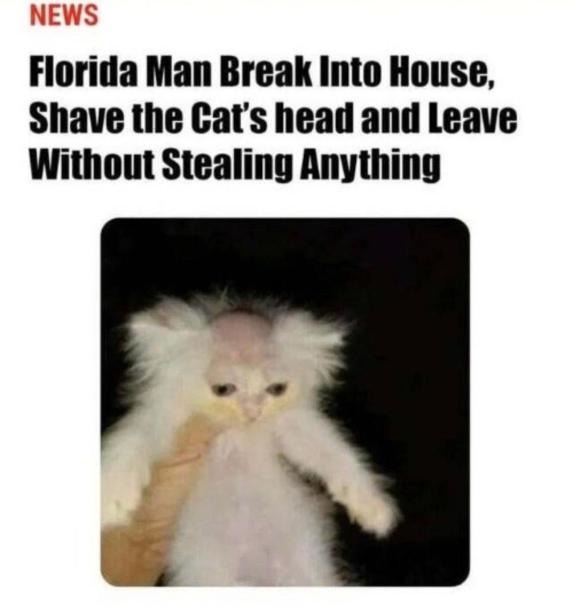 NEWS
Florida Man Break Into House,
Shave the Cat's head and Leave
Without Stealing Anything